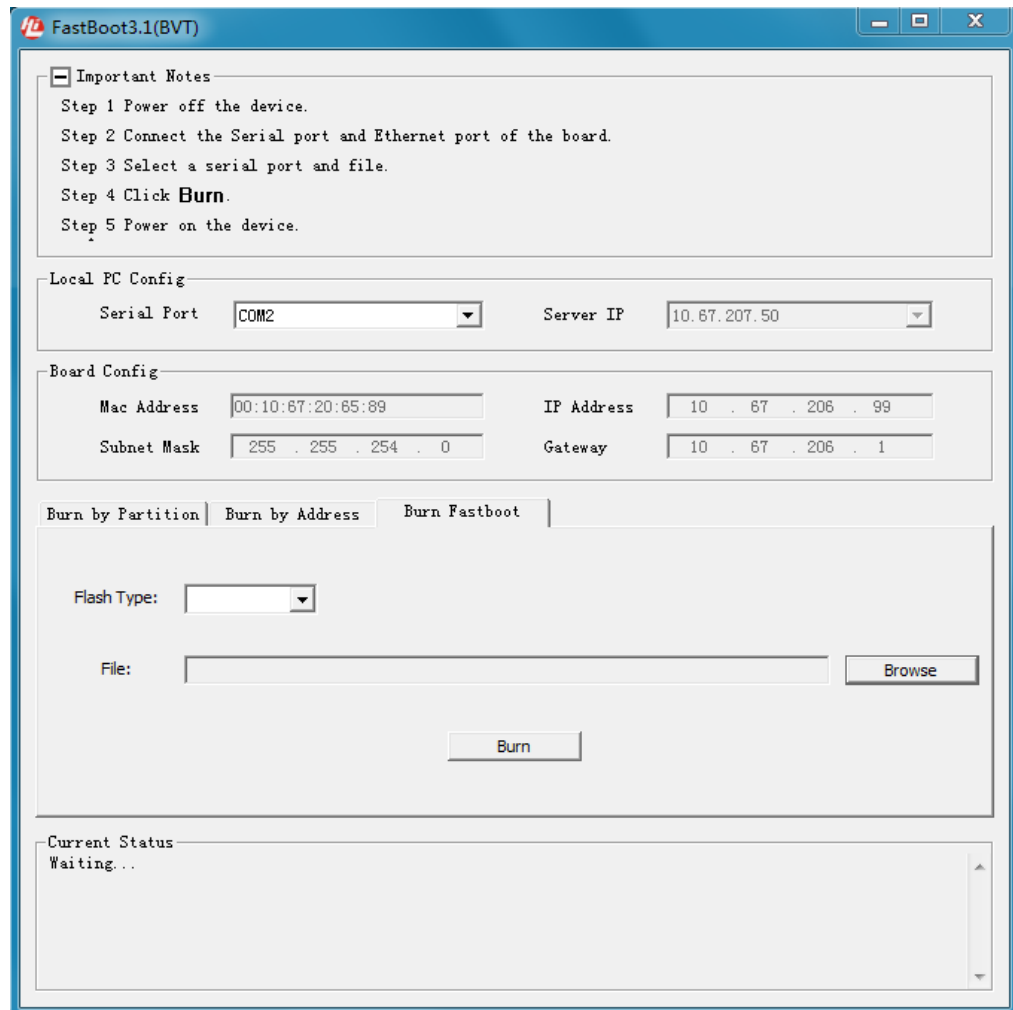 FastBoot3.1(BVT)
Important Notes
Step 1 Power off the device.
Step 2 Connect the Serial port and Ethernet port of the board.
Step 3 Select a serial port and file.
Step 4 Click Burn.
Step 5 Power on the device.
Local PC Config
Serial Port COM2 Server IP 10.67.207.50
Board Config
Mac Address 00:10:67:20:65:89 IP Address 10 . 67 . 206 . 99
Subnet Mask 255 . 255 . 254 . 0 Gateway 10 . 67 . 206 . 1
Burn by Partition Burn by Address Burn Fastboot
Flash Type:
File: Browse
Burn
Current Status
Waiting...